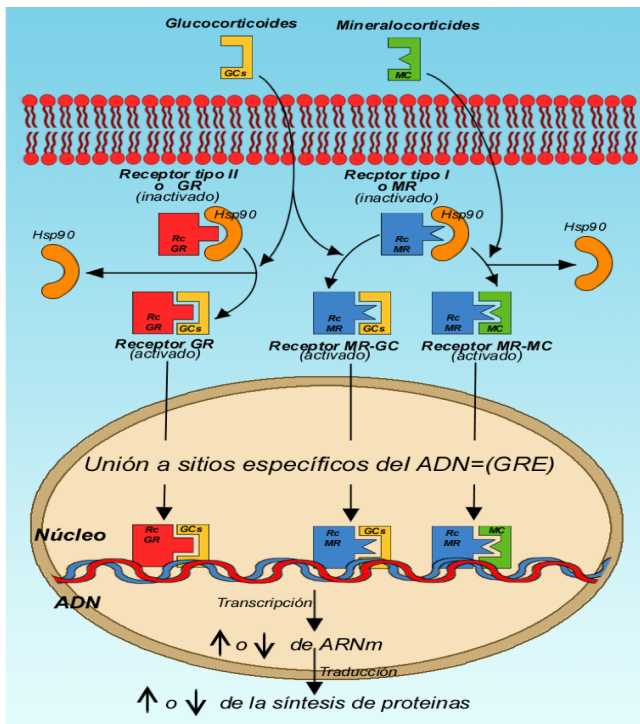 Glucocorticoides
Mineralocorticides
GCs
MC
Receptor tipo II
o GR
(inactivado)
Recptor tipo I
o MR
(inactivado)
Hsp90
Rc
GR
Hsp90
Hsp90
Rc
MR
Hsp90
Rc
GR
GCs
Rc
MR
GCs
Rc
MR
MC
Receptor GR
(activado)
Receptor MR-GC
(activado)
Receptor MR-MC
(activado)
Unión a sitios específicos del ADN=(GRE)
Núcleo
Rc
GR
GCs
Rc
MR
GCs
Rc
MR
MC
ADN
Transcripción
o de ARNm
Traducción
o de la síntesis de proteinas